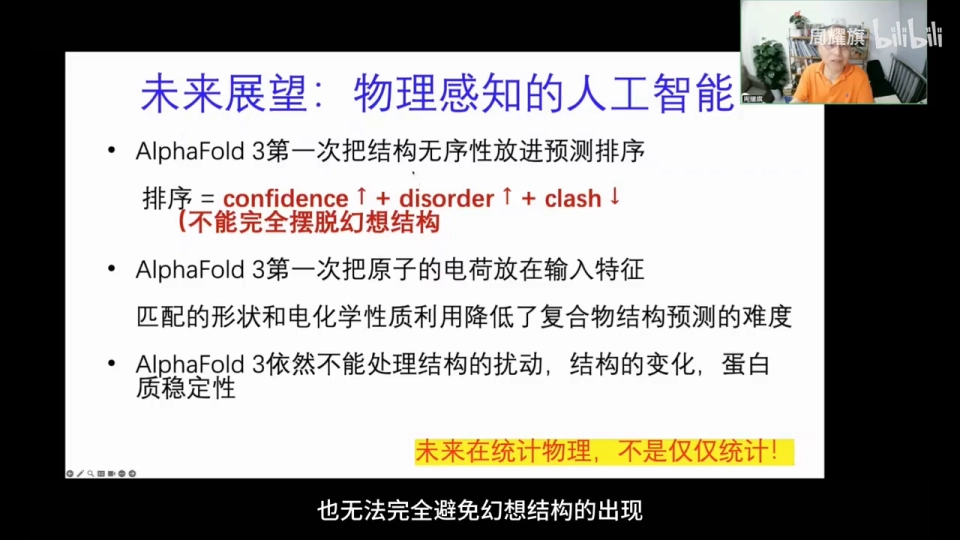 周耀旗 bilibili
周耀旗
未来展望：物理感知的人工智能
• AlphaFold 3第一次把结构无序性放进预测排序
排序 = confidence↑+ disorder↑+ clash↓
（不能完全摆脱幻想结构
• AlphaFold 3第一次把原子的电荷放在输入特征
匹配的形状和电化学性质利用降低了复合物结构预测的难度
• AlphaFold 3依然不能处理结构的扰动，结构的变化，蛋白
质稳定性
未来在统计物理，不是仅仅统计！
也无法完全避免幻想结构的出现